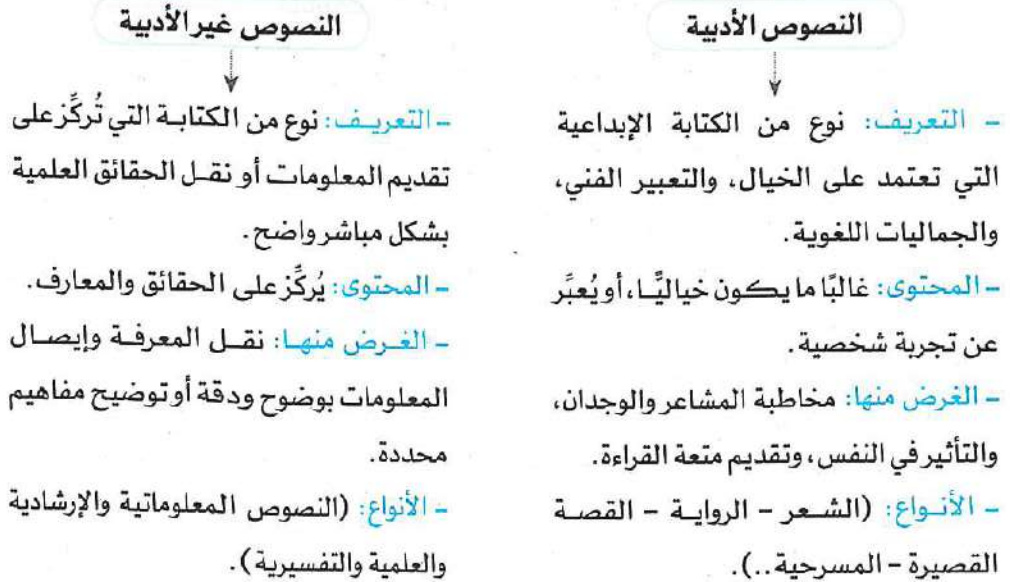 النصوص الأدبية
- التعريف: نوع من الكتابة الإبداعية
التي تعتمد على الخيال، والتعبير الفني،
والجماليات اللغوية.
- المحتوى: غالبًا ما يكون خياليًّا، أو يُعبَّر
عن تجربة شخصية.
- الغرض منها: مخاطبة المشاعر والوجدان،
والتأثير في النفس، وتقديم متعة القراءة.
- الأنواع: (الشعر - الرواية - القصة
القصيرة - المسرحية..).
النصوص غير الأدبية
- التعريف: نوع من الكتابة التي تُركِّز على
تقديم المعلومات أو نقل الحقائق العلمية
بشكل مباشر واضح.
- المحتوى: يُركِّز على الحقائق والمعارف.
- الغرض منها: نقل المعرفة وإيصال
المعلومات بوضوح ودقة أو توضيح مفاهيم
محددة.
- الأنواع: (النصوص المعلوماتية والإرشادية
والعلمية والتفسيرية).